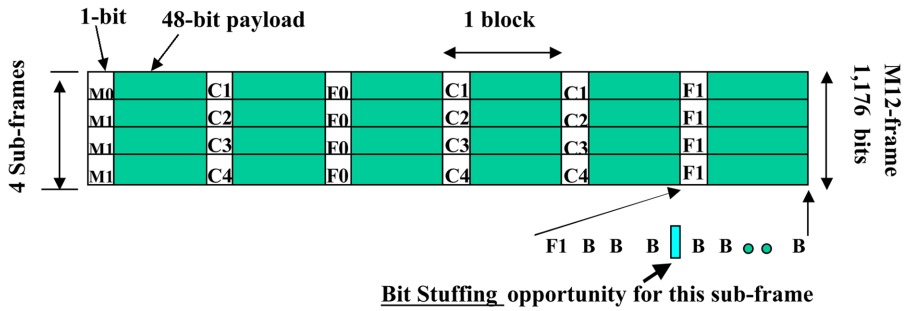 1-bit
48-bit payload
1 block
4 Sub-frames
M0 C1 F0 C1 C1 F1
M1 C2 F0 C2 C2 F1
M1 C3 F0 C3 C3 F1
M1 C4 F0 C4 C4 F1
M12-frame
1,176 bits
F1 B B B B B B
Bit Stuffing opportunity for this sub-frame